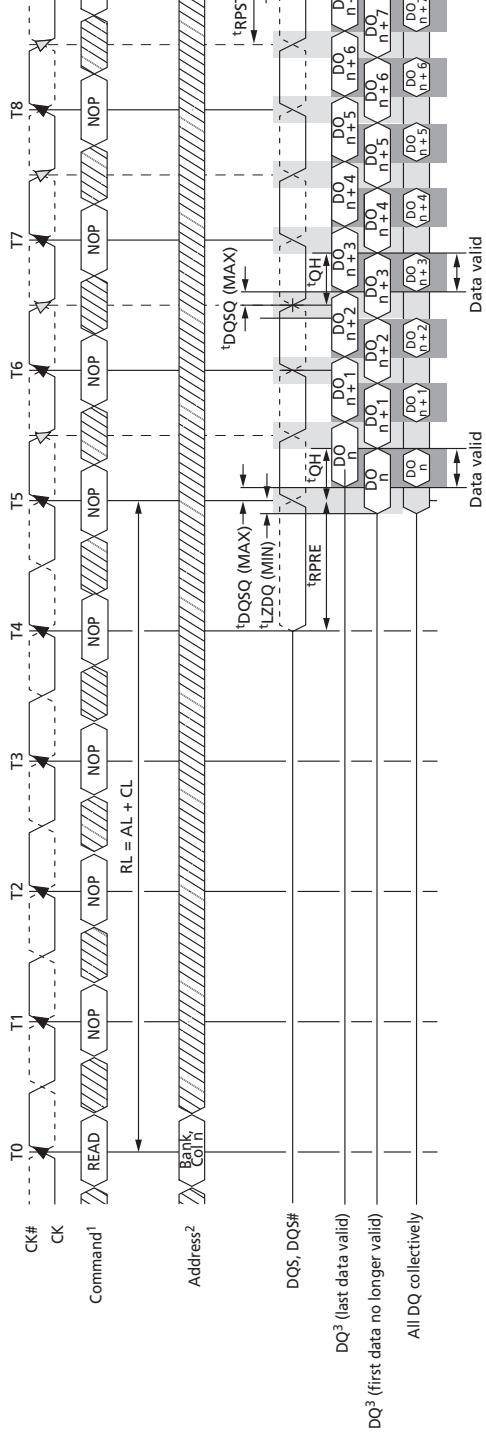 T0 T1 T2 T3 T4 T5 T6 T7 T8
CK#
CK
Command1
READ NOP NOP NOP NOP NOP NOP NOP NOP
RL = AL + CL
Address2
Bank,
Col n
tDQSQ (MAX)
tLZDQ (MIN)
tDQSQ (MAX)
tRPST
DQS, DQS#
tRPRE
tQH
tQH
DQ3 (last data valid)
DO n DO n + 1 DO n + 2 DO n + 3 DO n + 4 DO n + 5 DO n + 6
DQ3 (first data no longer valid)
DO n DO n + 1 DO n + 2 DO n + 3 DO n + 4 DO n + 5 DO n + 6 DO n + 7
All DQ collectively
DO n DO n + 1 DO n + 2 DO n + 3 DO n + 4 DO n + 5 DO n + 6
Data valid
Data valid